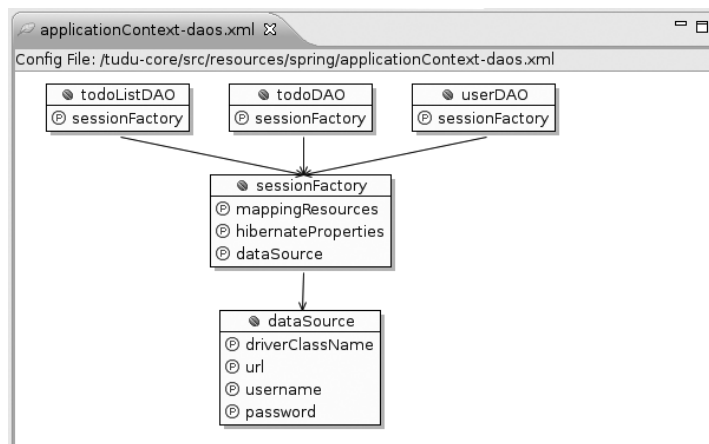 applicationContext-daos.xml
Config File: /tudu-core/src/resources/spring/applicationContext-daos.xml
todoListDAO todoDAO userDAO
P sessionFactory P sessionFactory P sessionFactory
sessionFactory
P mappingResources
P hibernateProperties
P dataSource
dataSource
P driverClassName
P url
P username
P password